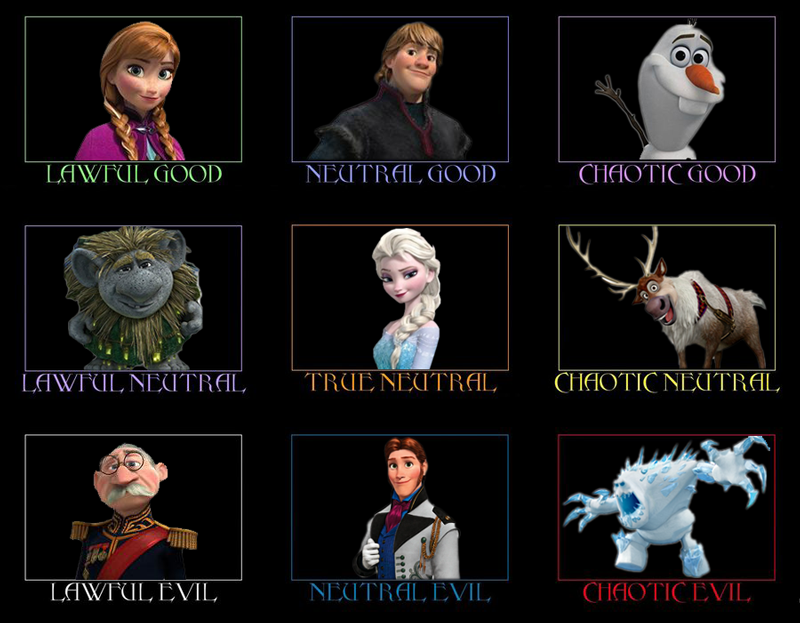 LAWFUL GOOD
NEUTRAL GOOD
CHAOTIC GOOD
LAWFUL NEUTRAL
TRUE NEUTRAL
CHAOTIC NEUTRAL
LAWFUL EVIL
NEUTRAL EVIL
CHAOTIC EVIL